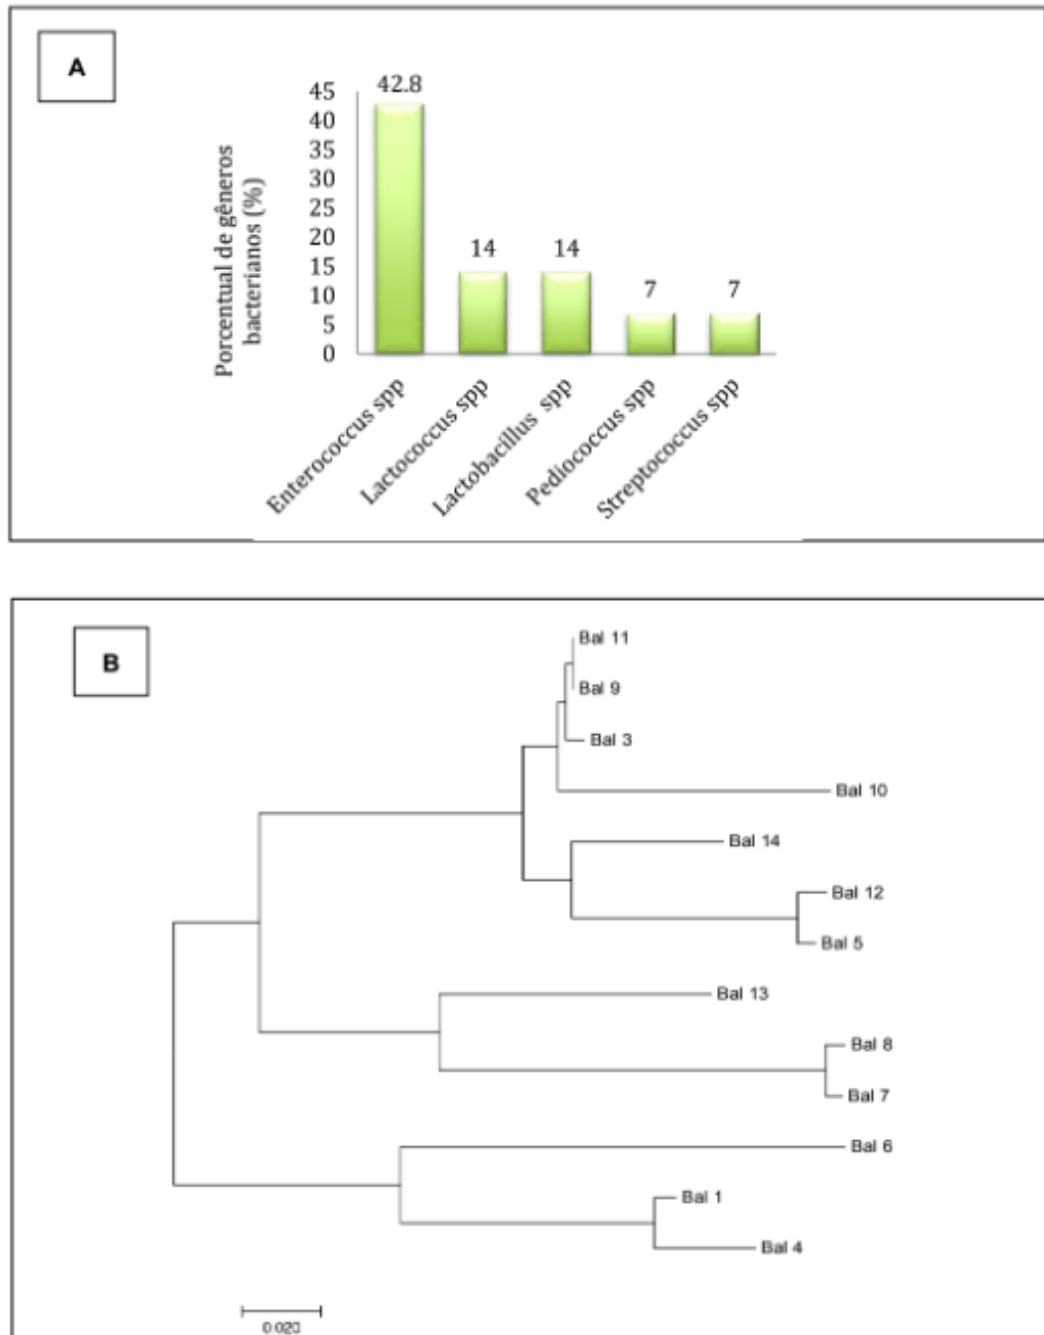 A
42.8
45
40
35
30
25
20
15
10
5
0
14
14
7
7
Porcentual de gêneros
bacterianos (%)
Enterococcus spp
Lactococcus spp
Lactobacillus spp
Pediococcus spp
Streptococcus spp
B
Bal 11
Bal 9
Bal 3
Bal 10
Bal 14
Bal 12
Bal 5
Bal 13
Bal 8
Bal 7
Bal 6
Bal 1
Bal 4
0.020